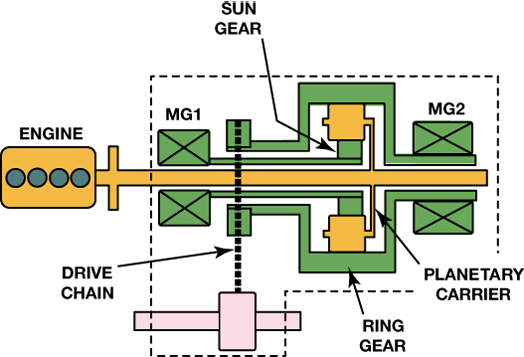 SUN
GEAR
MG1
MG2
ENGINE
DRIVE
CHAIN
PLANETARY
CARRIER
RING
GEAR